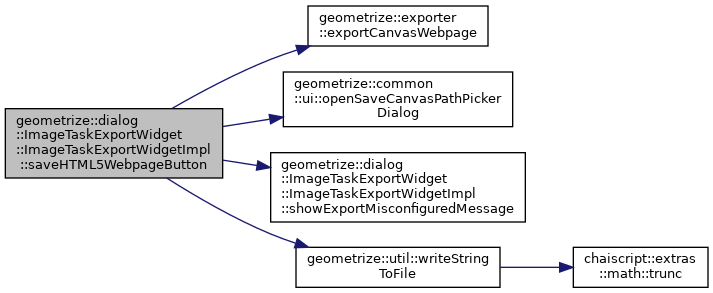 geometrize::exporter
::exportCanvasWebpage
geometrize::common
::ui::openSaveCanvasPathPicker
Dialog
geometrize::dialog
::ImageTaskExportWidget
::ImageTaskExportWidgetImpl
::saveHTML5WebpageButton
geometrize::dialog
::ImageTaskExportWidget
::ImageTaskExportWidgetImpl
::showExportMisconfiguredMessage
geometrize::util::writeString
ToFile
chaiscript::extras
::math::trunc